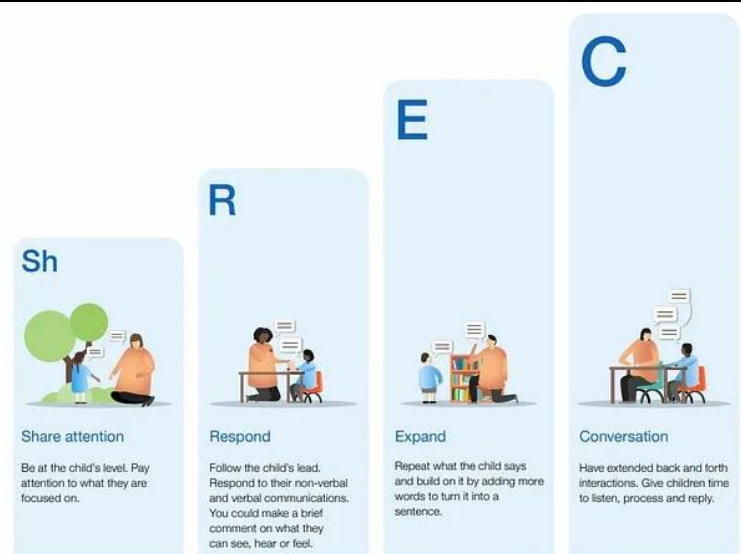 Sh
Share attention
Be at the child's level. Pay
attention to what they are
focused on.
R
Respond
Follow the child's lead.
Respond to their non-verbal
and verbal communications.
You could make a brief
comment on what they
can see, hear or feel.
E
Expand
Repeat what the child says
and build on it by adding more
words to turn it into a
sentence.
C
Conversation
Have extended back and forth
interactions. Give children time
to listen, process and reply.